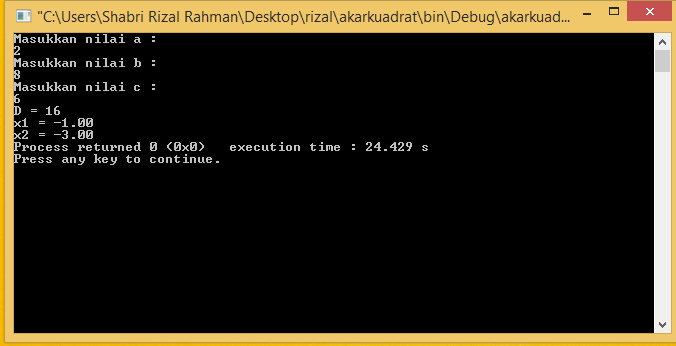 "C:\Users\Shabri Rizal Rahman\Desktop\rizal\akarkuadrat\bin\Debug\akarkuad...
Masukkan nilai a :
2
Masukkan nilai b :
8
Masukkan nilai c :
6
D = 16
x1 = -1.00
x2 = -3.00
Process returned 0 (0x0)   execution time : 24.429 s
Press any key to continue.